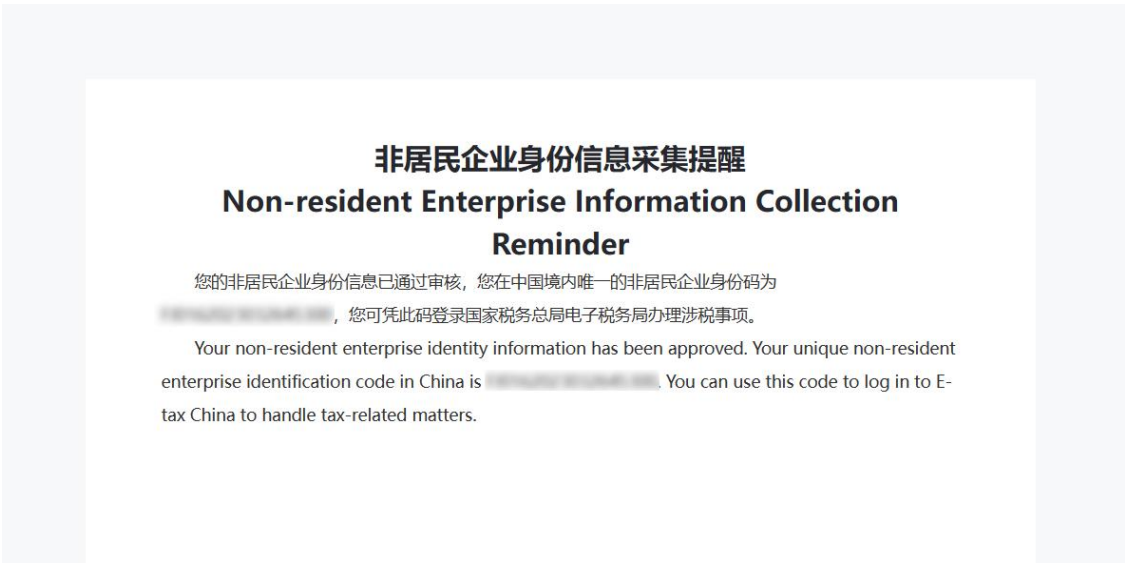 非居民企业身份信息采集提醒
Non-resident Enterprise Information Collection
Reminder
您的非居民企业身份信息已通过审核，您在中国境内唯一的非居民企业身份码为
，您可凭此码登录国家税务总局电子税务局办理涉税事项。
Your non-resident enterprise identity information has been approved. Your unique non-resident
enterprise identification code in China is . You can use this code to log in to E-
tax China to handle tax-related matters.